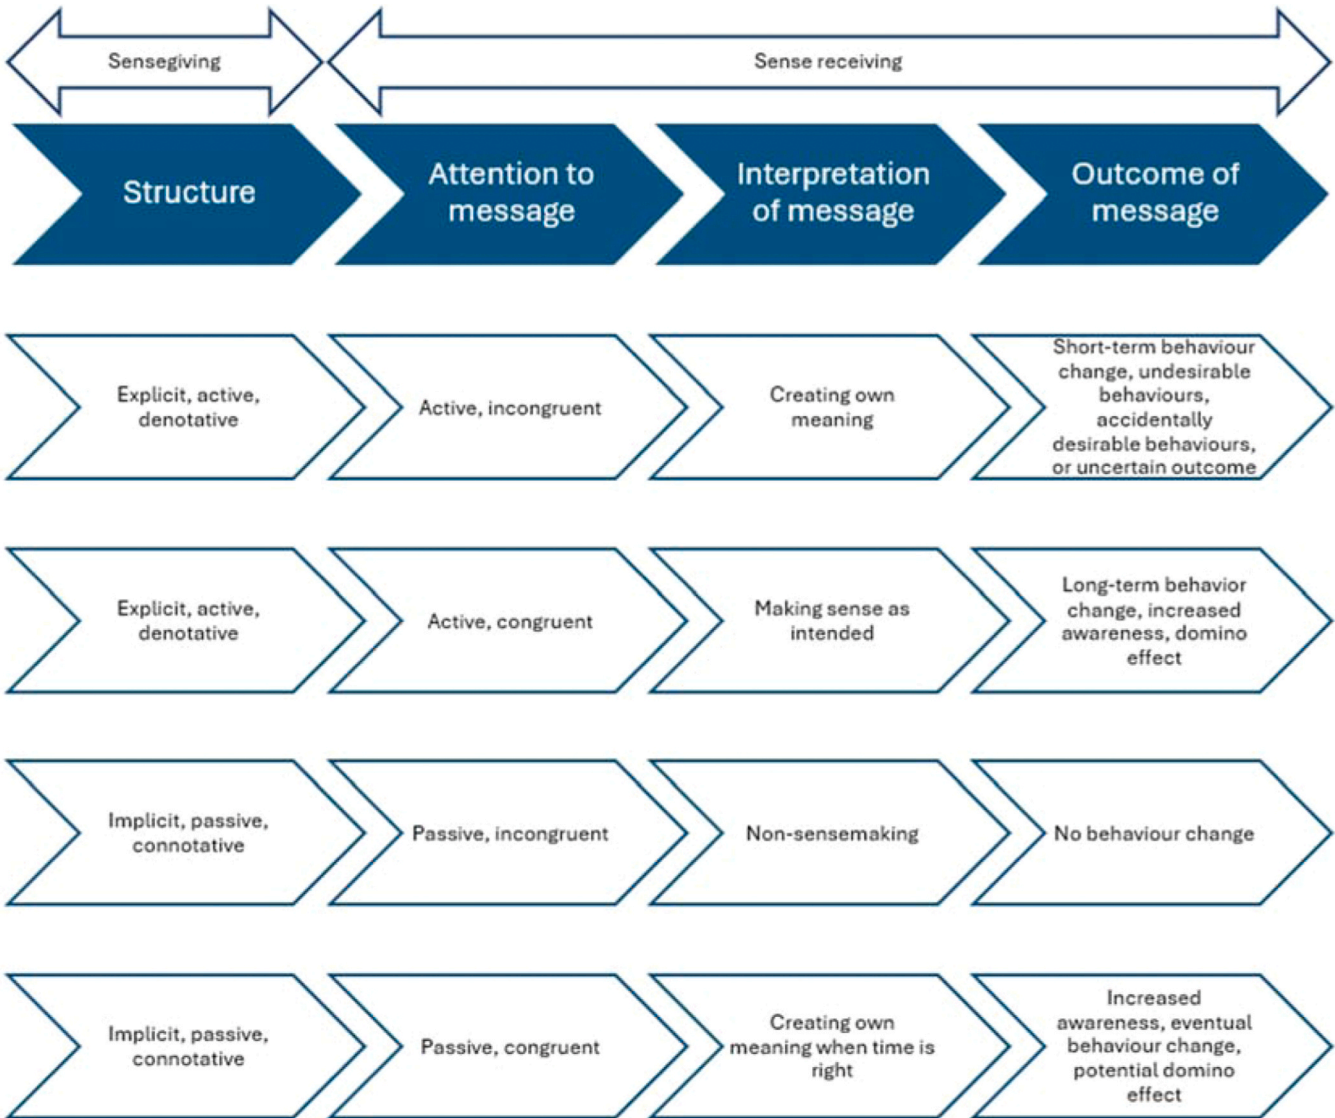 Sensegiving
Sense receiving
Structure
Attention to
message
Interpretation
of message
Outcome of
message
Explicit, active,
denotative
Active, incongruent
Creating own
meaning
Short-term behaviour
change, undesirable
behaviours,
accidentally
desirable behaviours,
or uncertain outcome
Explicit, active,
denotative
Active, congruent
Making sense as
intended
Long-term behavior
change, increased
awareness, domino
effect
Implicit, passive,
connotative
Passive, incongruent
Non-sensemaking
No behaviour change
Implicit, passive,
connotative
Passive, congruent
Creating own
meaning when time is
right
Increased
awareness, eventual
behaviour change,
potential domino
effect